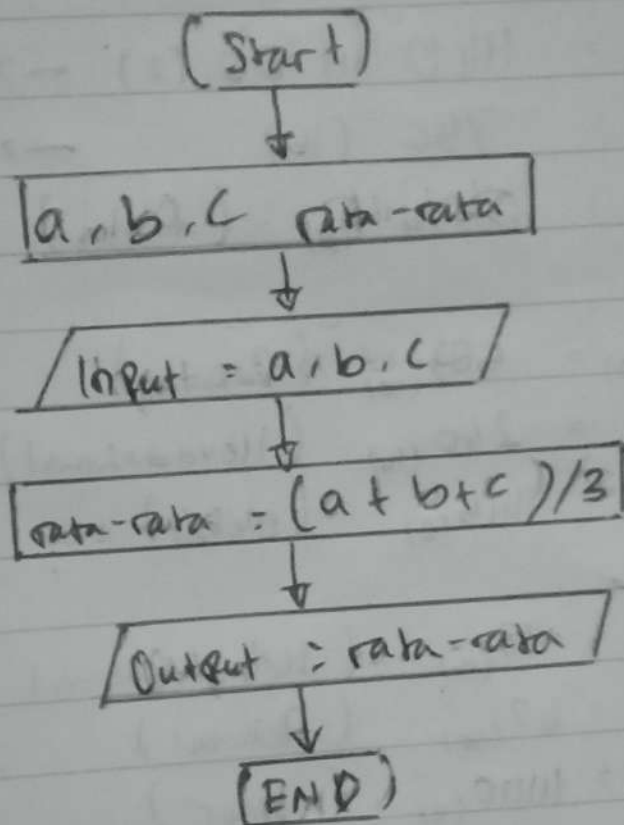 (Start)
a, b, c rata-rata
Input = a, b, c
rata-rata = (a + b + c)/3
Output = rata-rata
(END)